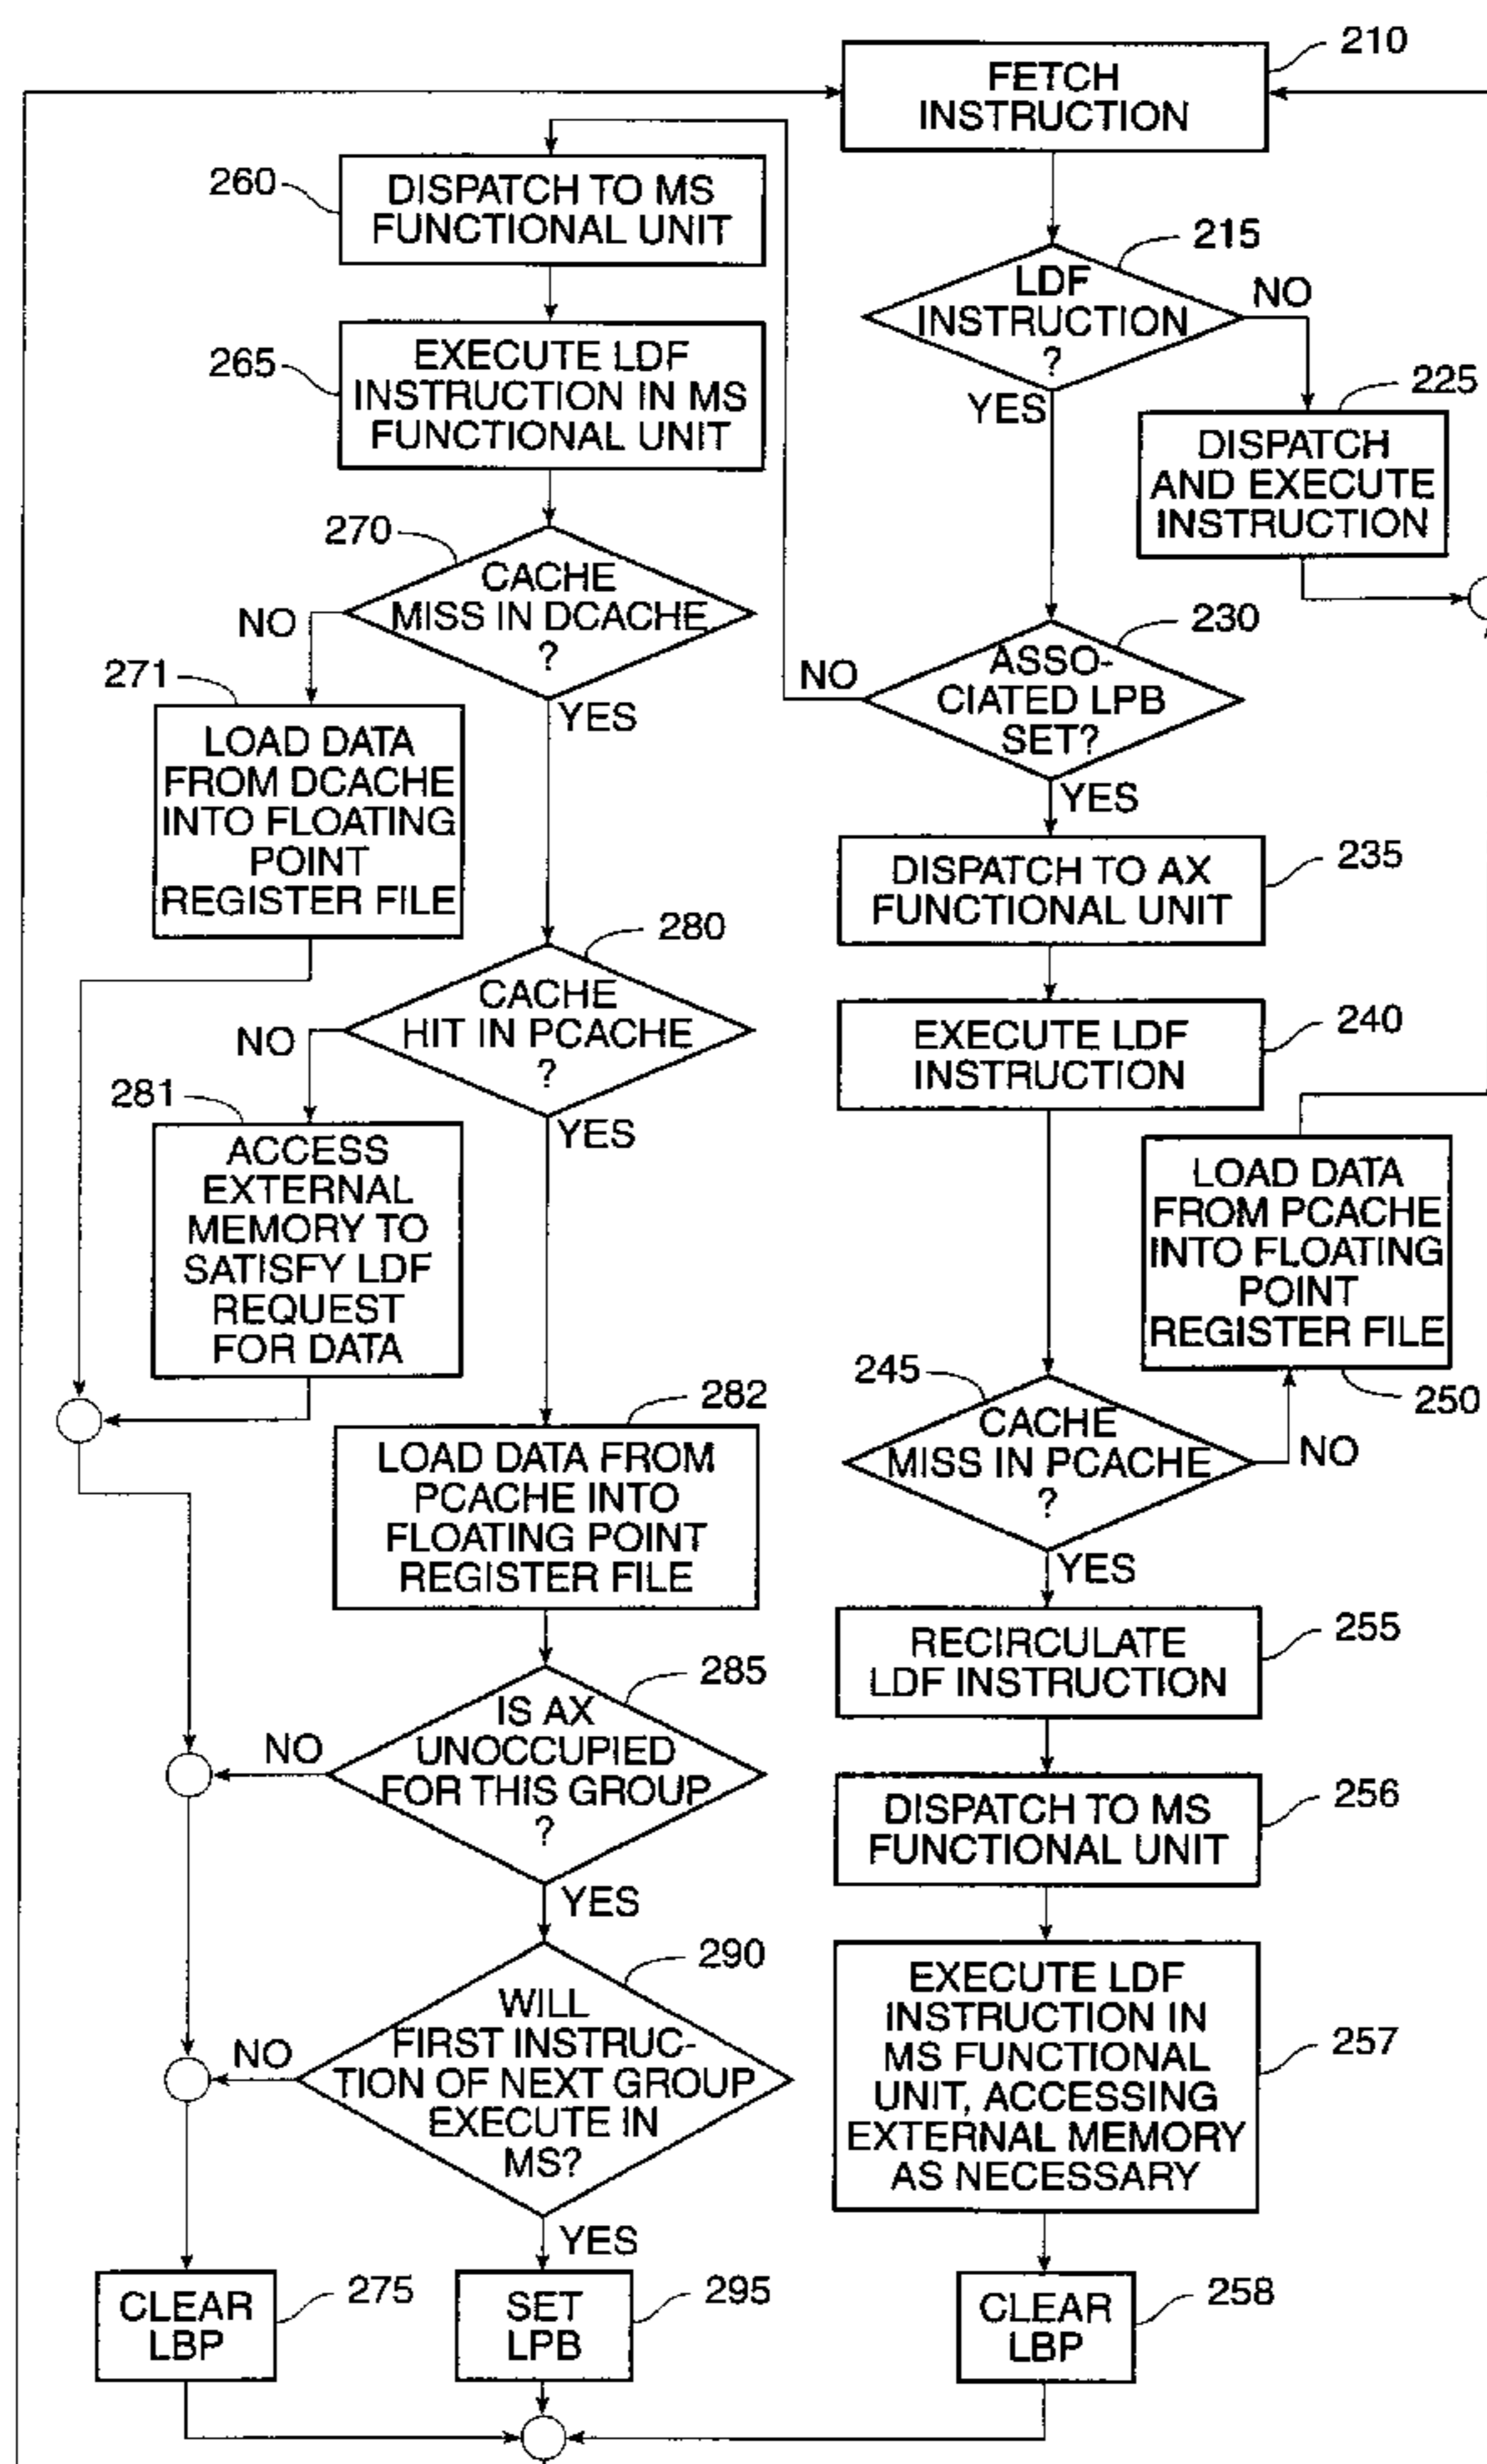 210
FETCH
INSTRUCTION
260
DISPATCH TO MS
FUNCTIONAL UNIT
215
LDF
INSTRUCTION
?
NO
YES
265
EXECUTE LDF
INSTRUCTION IN MS
FUNCTIONAL UNIT
225
DISPATCH
AND EXECUTE
INSTRUCTION
270
CACHE
MISS IN DCACHE
?
NO
YES
230
ASSO-
CIATED LPB
SET?
NO
YES
271
LOAD DATA
FROM DCACHE
INTO FLOATING
POINT
REGISTER FILE
235
DISPATCH TO AX
FUNCTIONAL UNIT
280
CACHE
HIT IN PCACHE
?
NO
YES
240
EXECUTE LDF
INSTRUCTION
281
ACCESS
EXTERNAL
MEMORY TO
SATISFY LDF
REQUEST
FOR DATA
LOAD DATA
FROM PCACHE
INTO FLOATING
POINT
REGISTER FILE
250
245
CACHE
MISS IN PCACHE
?
NO
YES
282
LOAD DATA FROM
PCACHE INTO
FLOATING POINT
REGISTER FILE
255
RECIRCULATE
LDF INSTRUCTION
285
IS AX
UNOCCUPIED
FOR THIS GROUP
?
NO
YES
256
DISPATCH TO MS
FUNCTIONAL UNIT
290
WILL
FIRST INSTRUC-
TION OF NEXT GROUP
EXECUTE IN
MS?
NO
YES
257
EXECUTE LDF
INSTRUCTION IN
MS FUNCTIONAL
UNIT, ACCESSING
EXTERNAL MEMORY
AS NECESSARY
275
CLEAR
LBP
295
SET
LPB
258
CLEAR
LBP